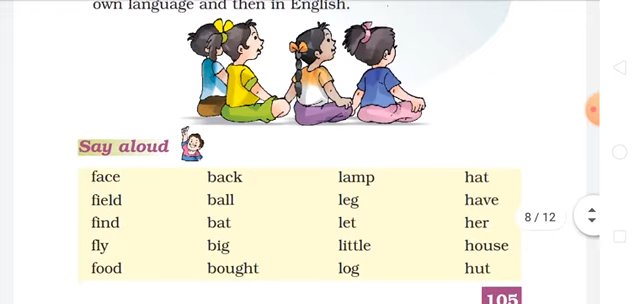 own language and then in English.
Say aloud
face back lamp hat
field ball leg have
find bat let her
fly big little house
food bought log hut
8 / 12
105